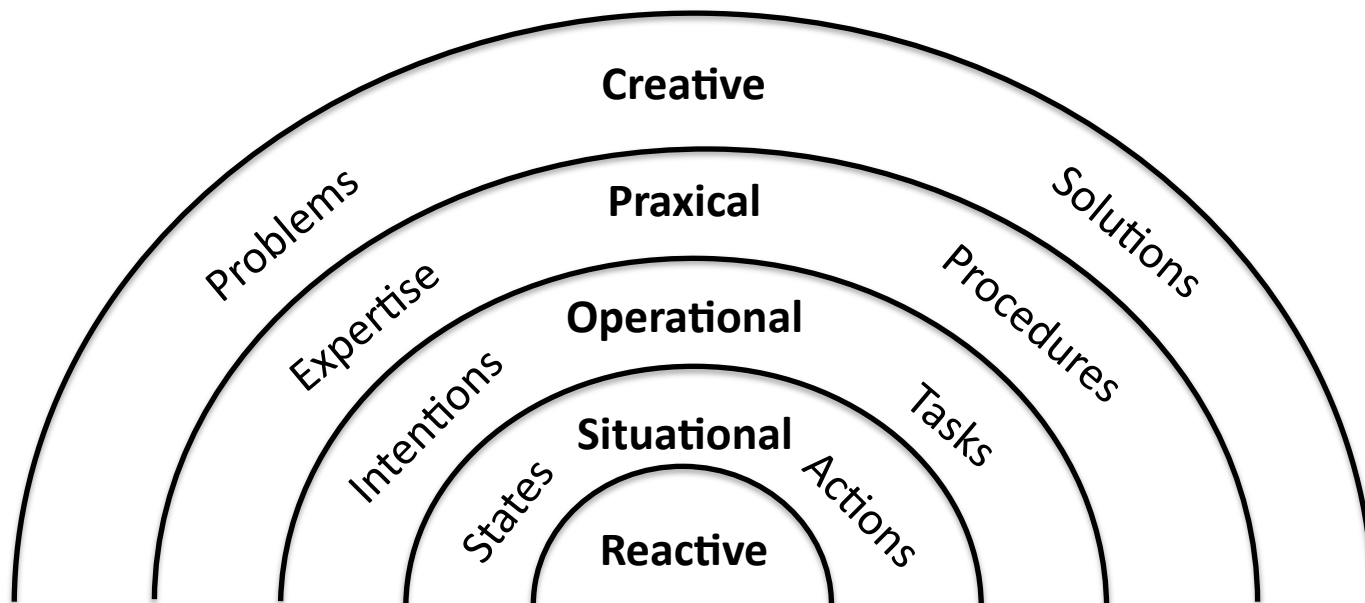 Creative
Problems
Solutions
Praxical
Expertise
Procedures
Operational
Intentions
Tasks
Situational
States
Actions
Reactive